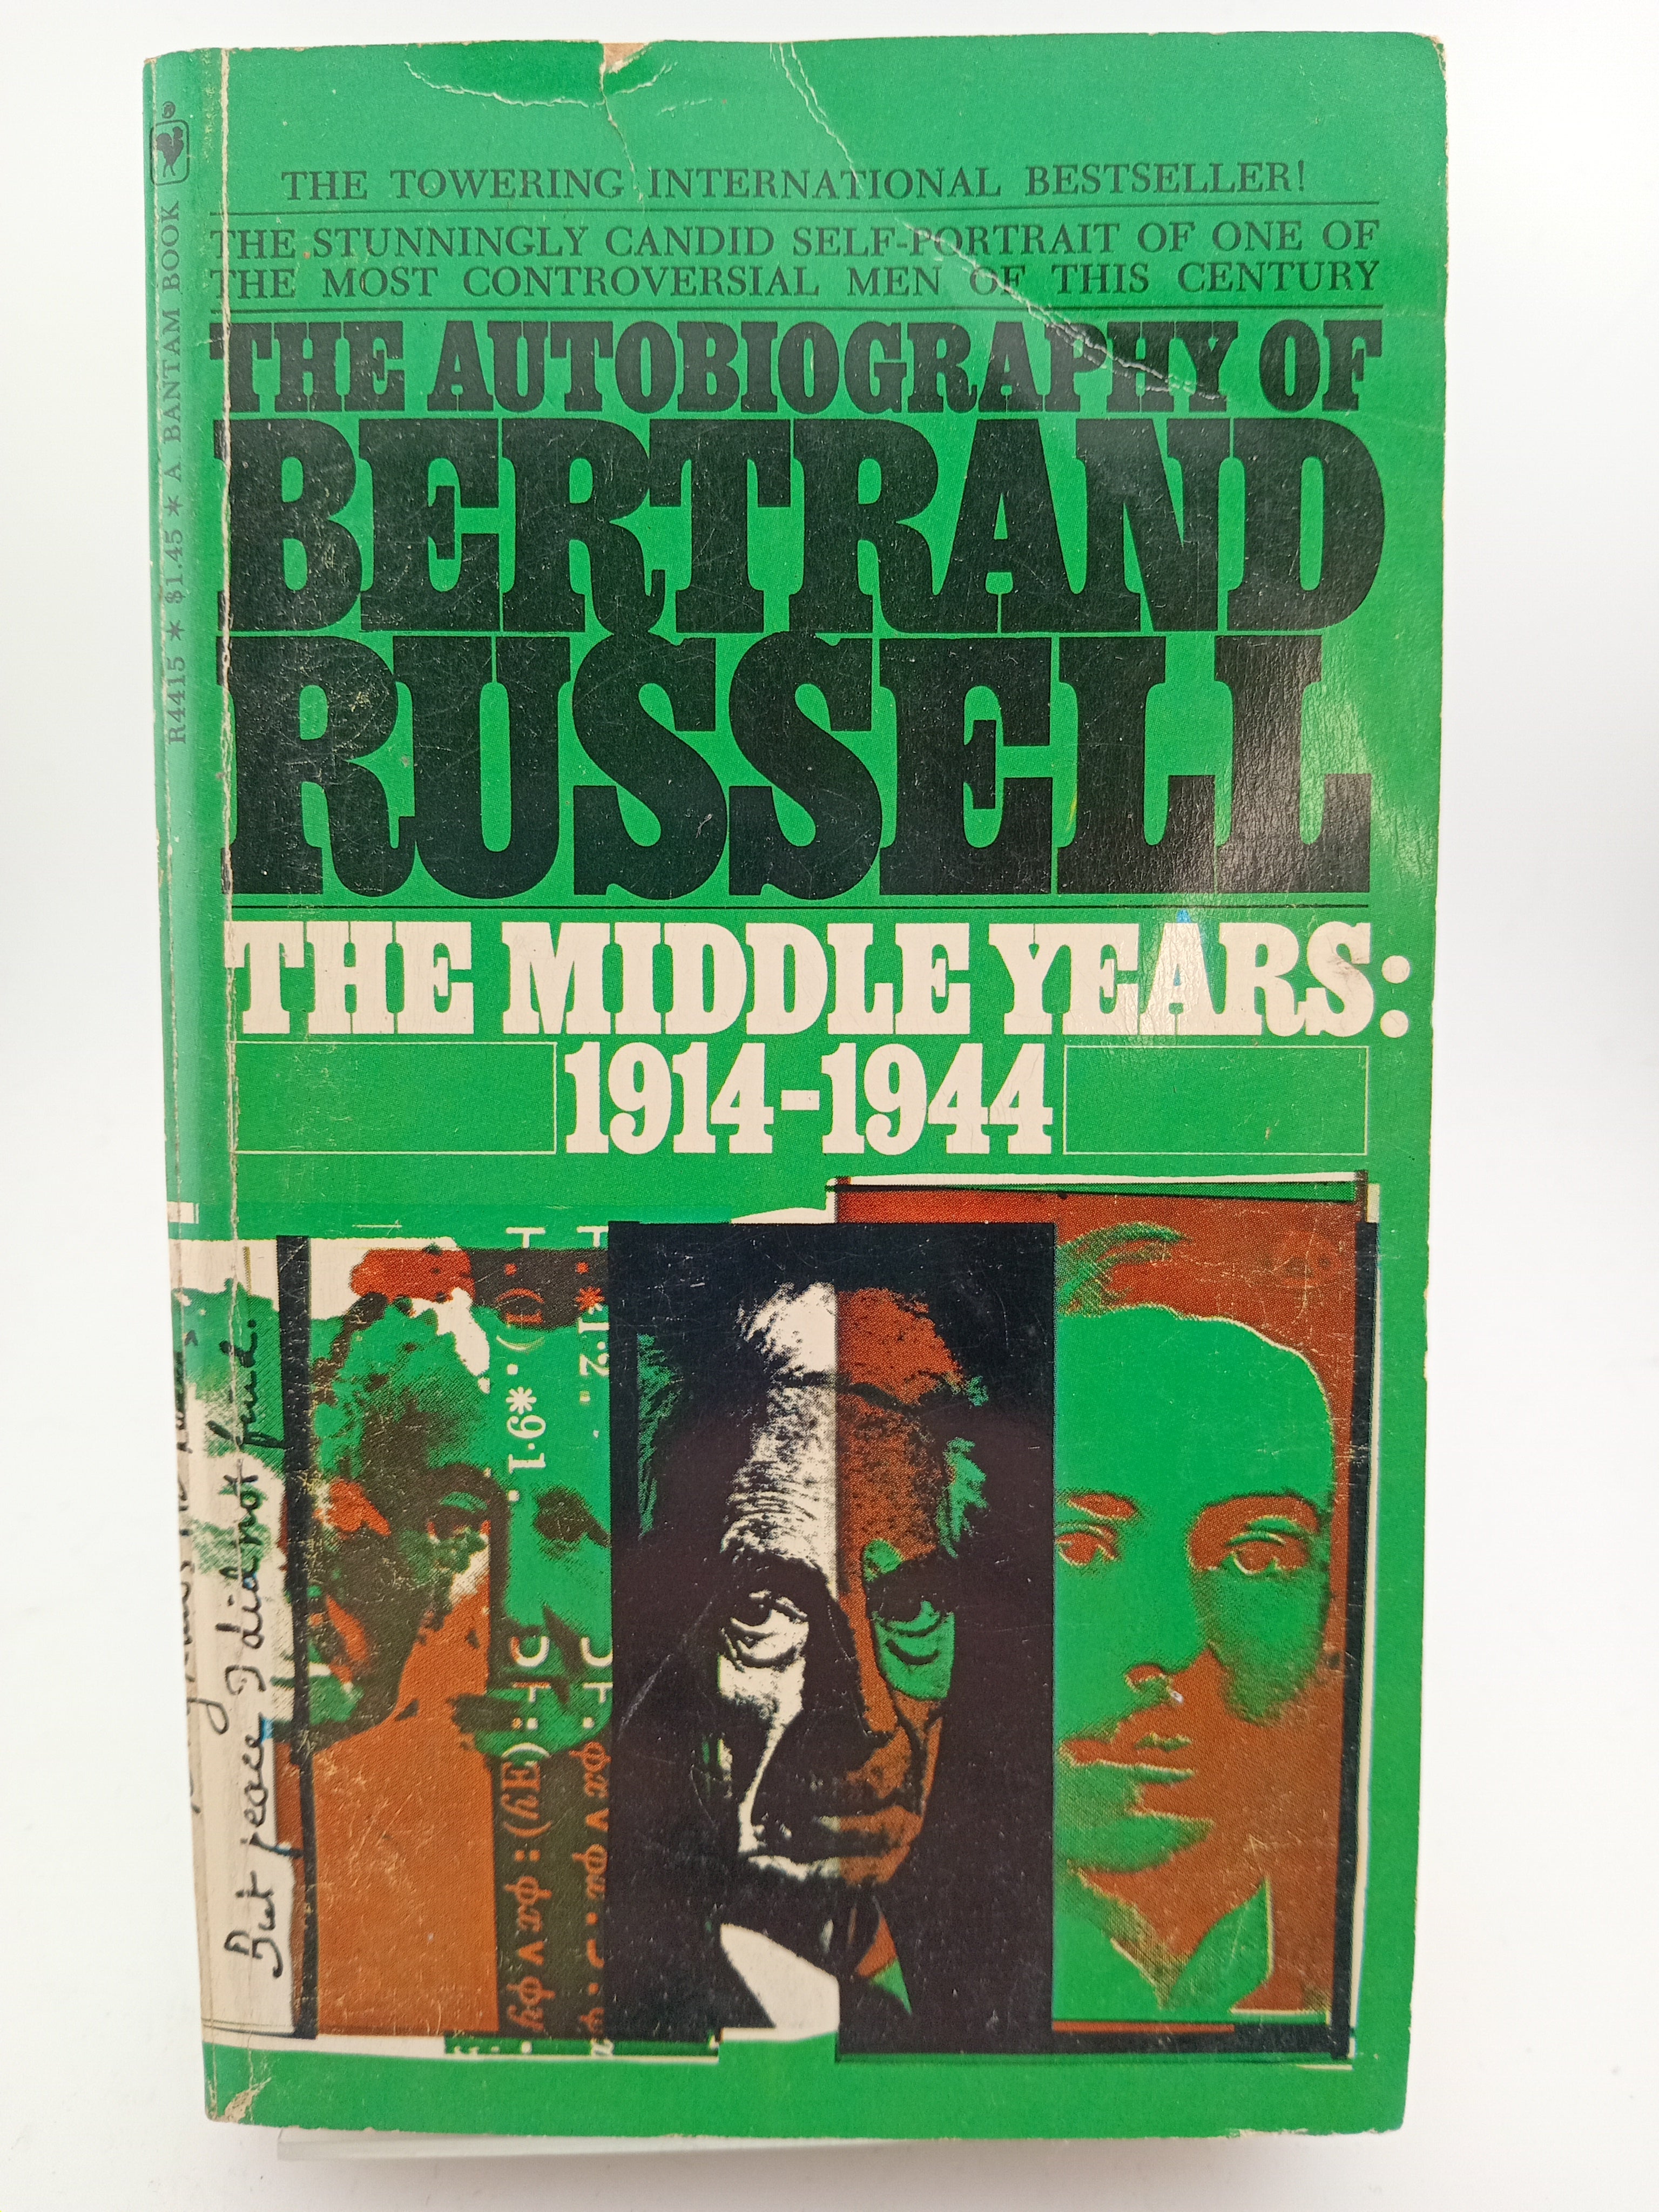 THE TOWERING INTERNATIONAL BESTSELLER!
THE STUNNINGLY CANDID SELF-PORTRAIT OF ONE OF
THE MOST CONTROVERSIAL MEN OF THIS CENTURY
THE AUTOBIOGRAPHY OF
BERTRAND
RUSSELL
THE MIDDLE YEARS:
1914-1944
R4415 * $1.45 * A BANTAM BOOK
But peace I did not find.